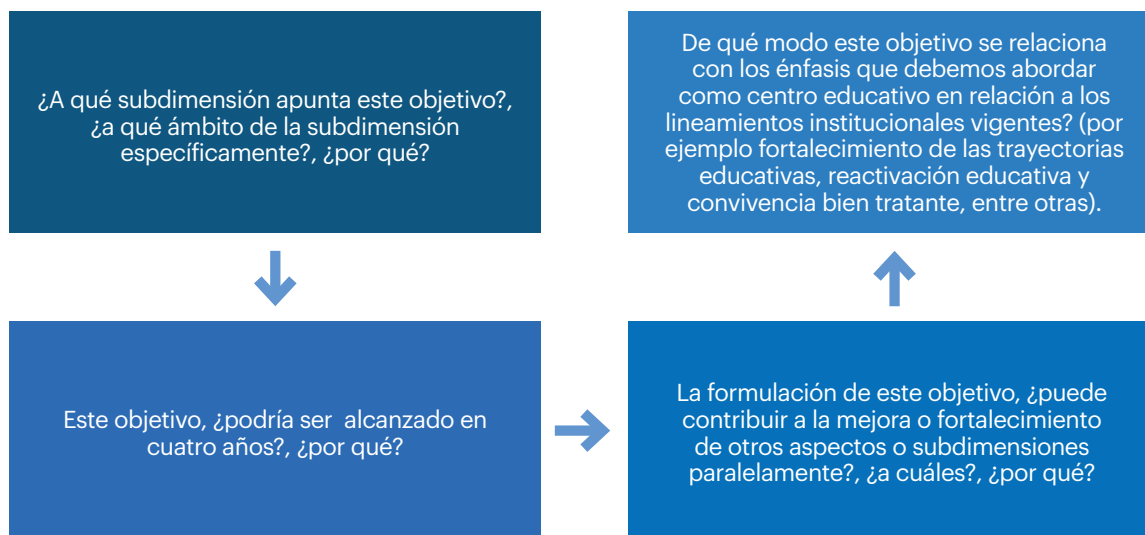 ¿A qué subdimensión apunta este objetivo?,
¿a qué ámbito de la subdimensión
específicamente?, ¿por qué?
Este objetivo, ¿podría ser alcanzado en
cuatro años?, ¿por qué?
La formulación de este objetivo, ¿puede
contribuir a la mejora o fortalecimiento
de otros aspectos o subdimensiones
paralelamente?, ¿a cuáles?, ¿por qué?
De qué modo este objetivo se relaciona
con los énfasis que debemos abordar
como centro educativo en relación a los
lineamientos institucionales vigentes? (por
ejemplo fortalecimiento de las trayectorias
educativas, reactivación educativa y
convivencia bien tratante, entre otras).